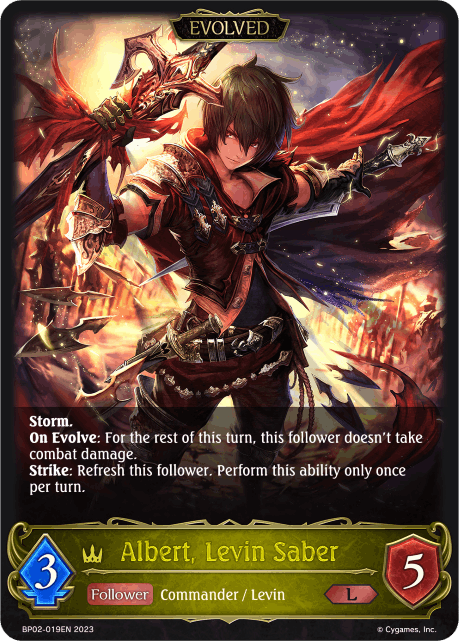 EVOLVED
Storm.
On Evolve: For the rest of this turn, this follower doesn't take
combat damage.
Strike: Refresh this follower. Perform this ability only once
per turn.
Albert, Levin Saber
3
Follower
Commander / Levin
L
5
BP02-019EN 2023
© Cygames, Inc.